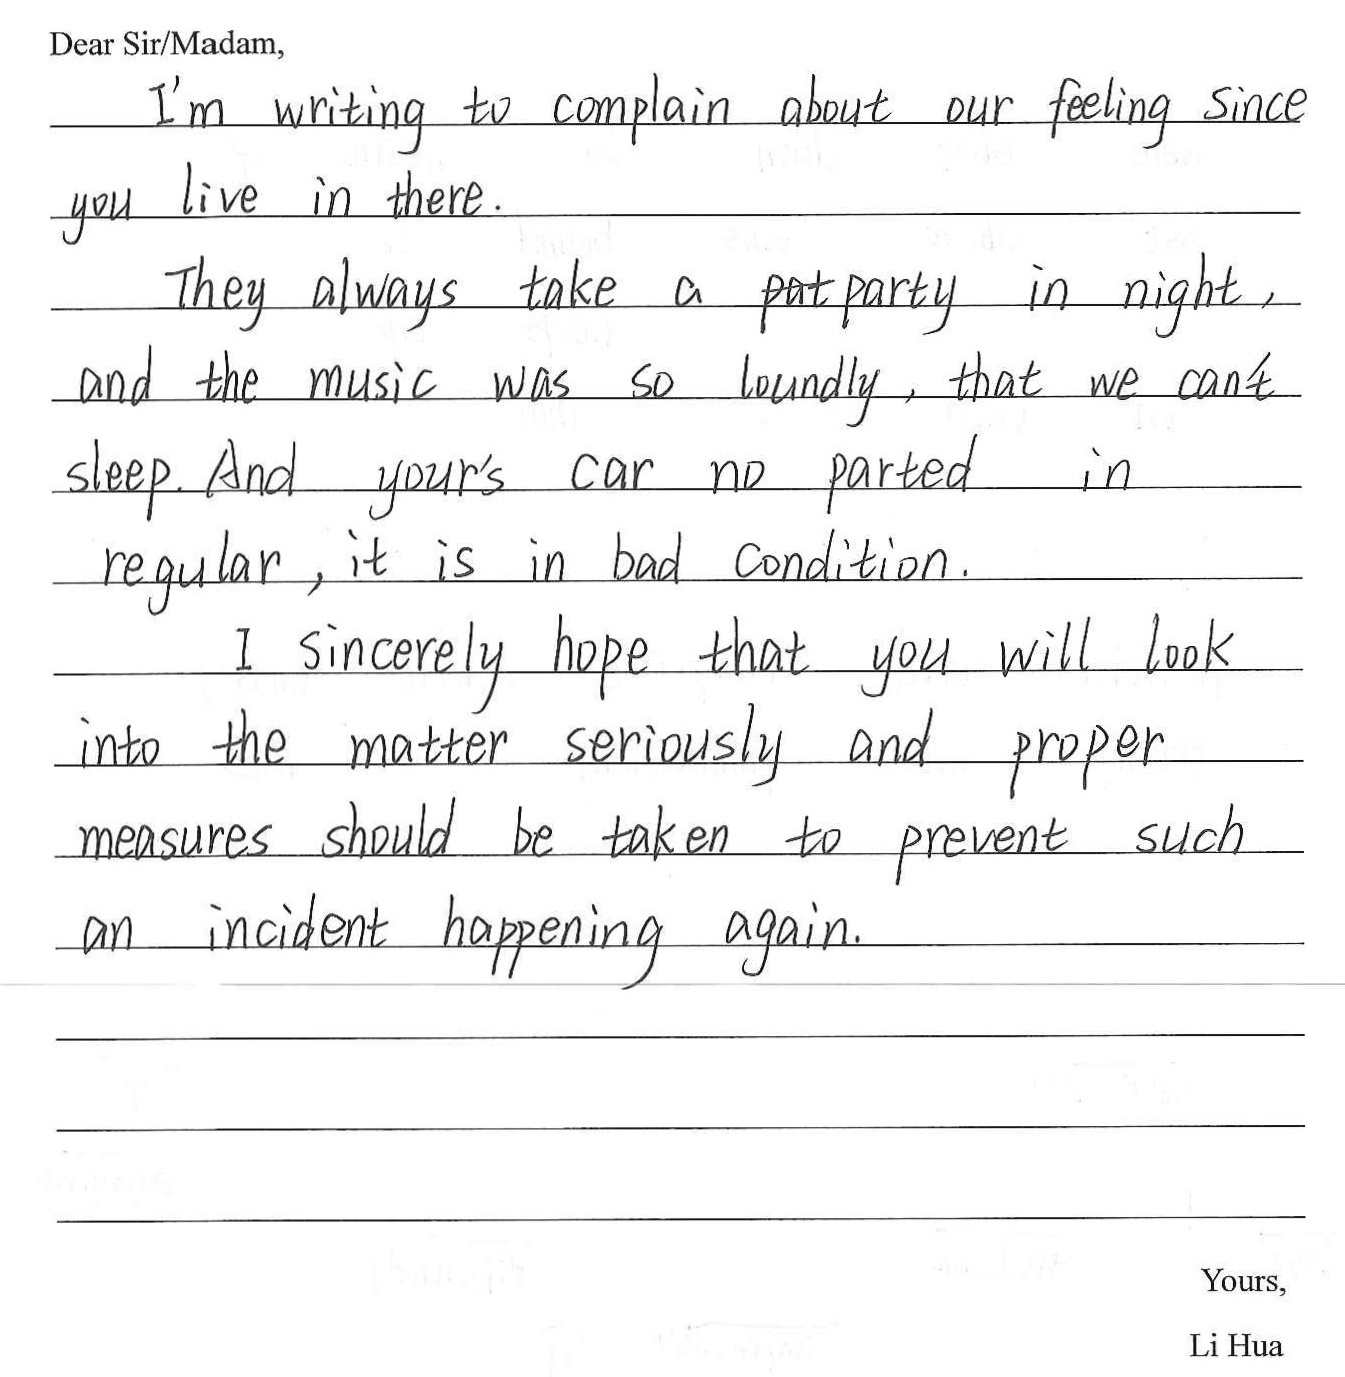 Dear Sir/Madam,
I'm writing to complain about our feeling since
you live in there.
They always take a pat party in night,
and the music was so loundly, that we can't
sleep. And your's car no parted in
regular, it is in bad condition.
I sincerely hope that you will look
into the matter seriously and proper
measures should be taken to prevent such
an incident happening again.
Yours,
Li Hua